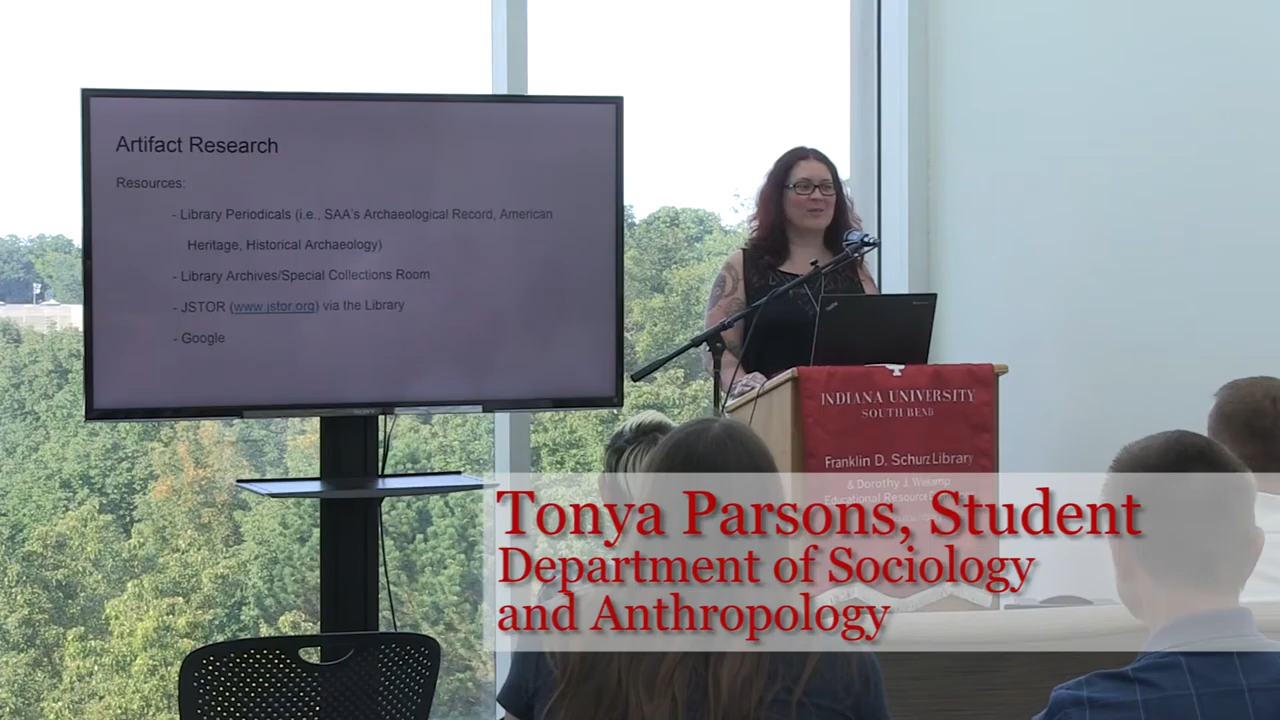 Artifact Research
Resources:
- Library Periodicals (i.e., SAA's Archaeological Record, American
Heritage, Historical Archaeology)
- Library Archives/Special Collections Room
- JSTOR (www.jstor.org) via the Library
- Google
SONY
INDIANA UNIVERSITY
SOUTH BEND
Franklin D. Schurz Library
& Dorothy J. Wiekamp
Educational Resource
Tonya Parsons, Student
Department of Sociology
and Anthropology